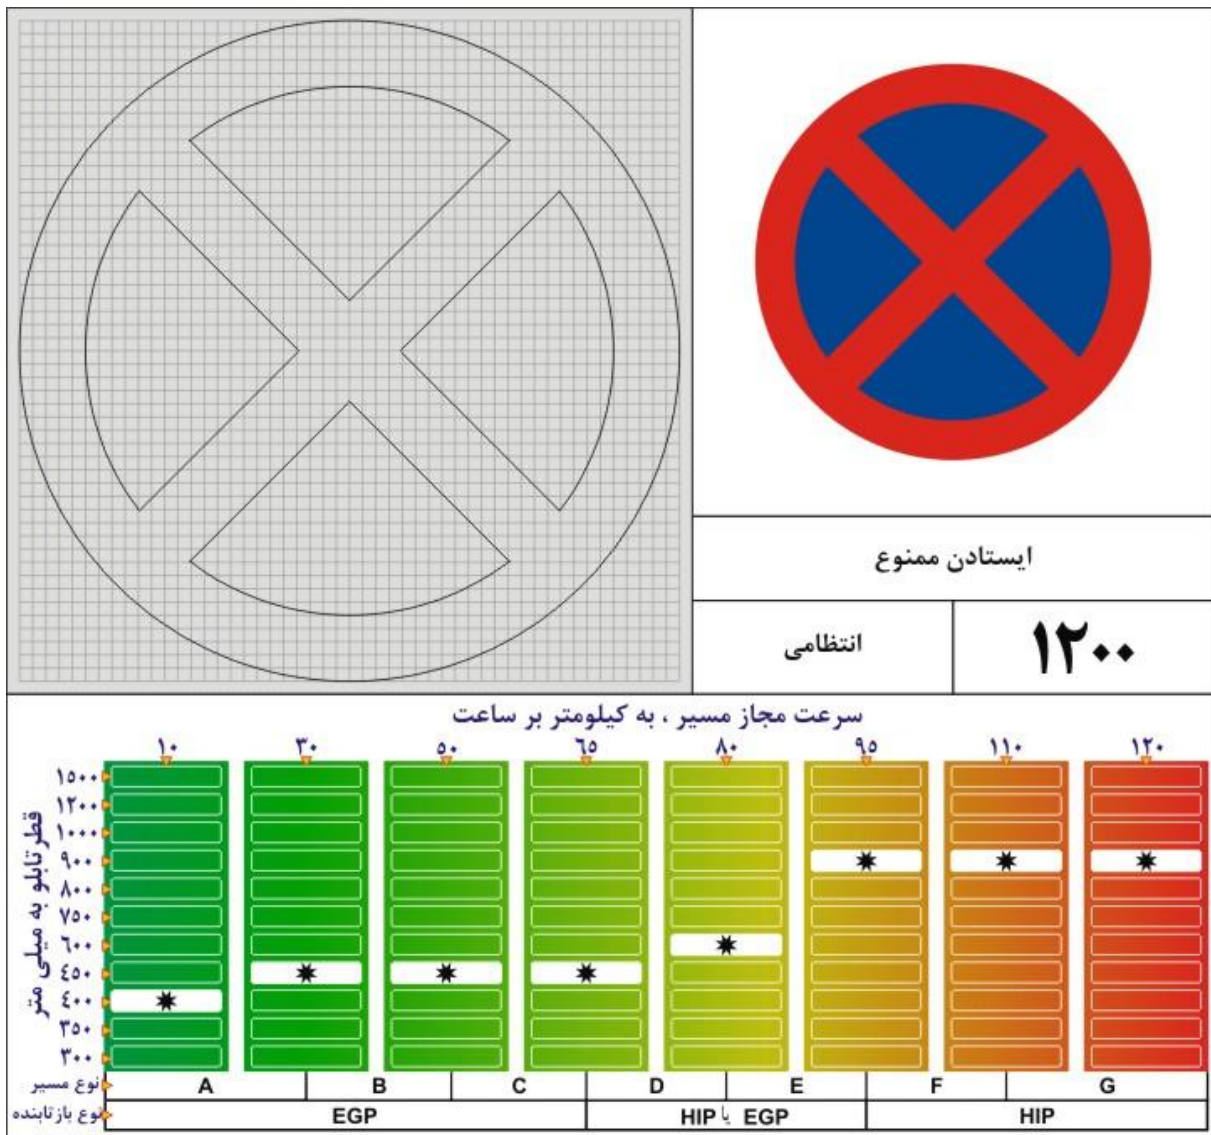 ایستادن ممنوع
انتظامی
۱۲۰۰
سرعت مجاز مسیر ، به کیلومتر بر ساعت
۱۰ ۳۰ ۵۰ ۶۵ ۸۰ ۹۵ ۱۱۰ ۱۲۰
قطر تابلو به میلی متر
۱۵۰۰
۱۲۰۰
۱۰۰۰
۹۰۰
۸۰۰
۷۵۰
۶۰۰
۴۵۰
۴۰۰
۳۵۰
۳۰۰
نوع مسیر A B C D E F G
نوع بازتابنده EGP HIP یا EGP HIP